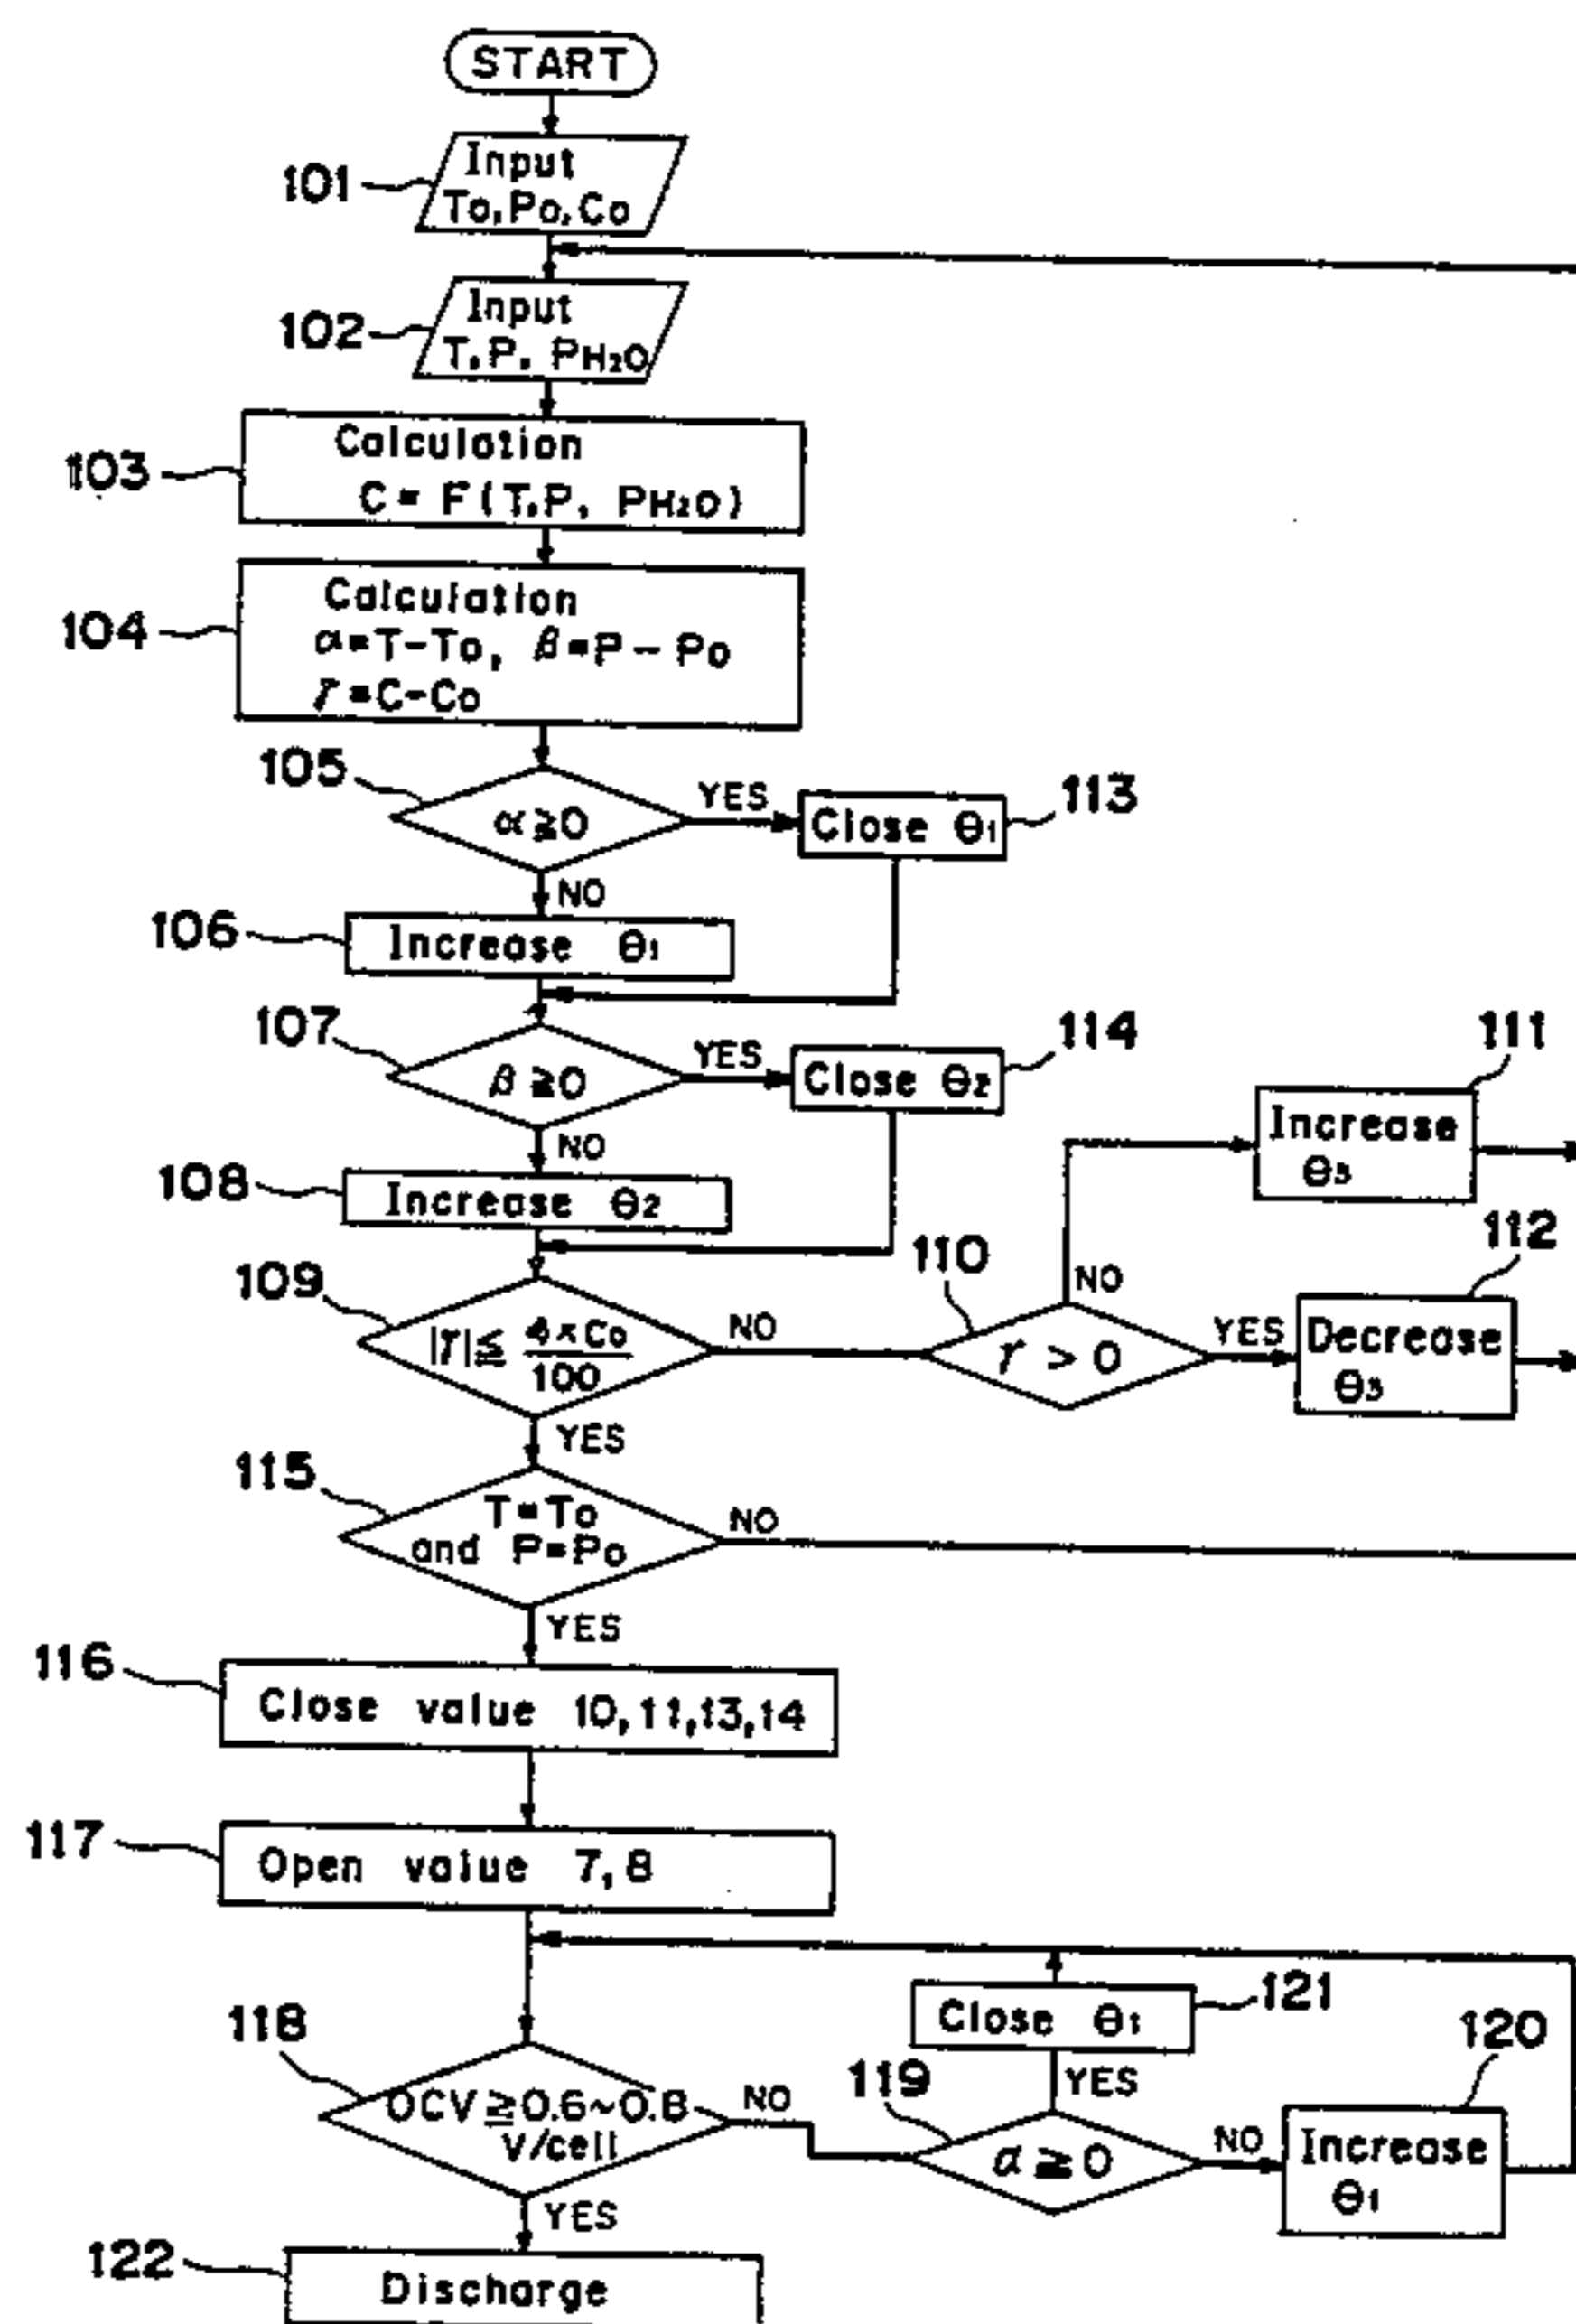 START
101
Input
To, Po, Co
102
Input
T, P, PH₂O
103
Calculation
C = F(T, P, PH₂O)
104
Calculation
α=T-To, β=P-Po
γ=C-Co
105
α≧0
YES
Close θ₁
113
NO
106
Increase θ₁
107
β≧0
YES
Close θ₂
114
NO
108
Increase θ₂
111
Increase
θ₃
109
|γ|≦ 4×Co
100
NO
110
γ > 0
NO
YES
112
Decrease
θ₃
YES
115
T=To
and P=Po
NO
YES
116
Close value 10, 11, 13, 14
117
Open value 7, 8
118
OCV≧0.6~0.8
V/cell
NO
119
α≧0
YES
Close θ₁
121
NO
120
Increase
θ₁
YES
122
Discharge